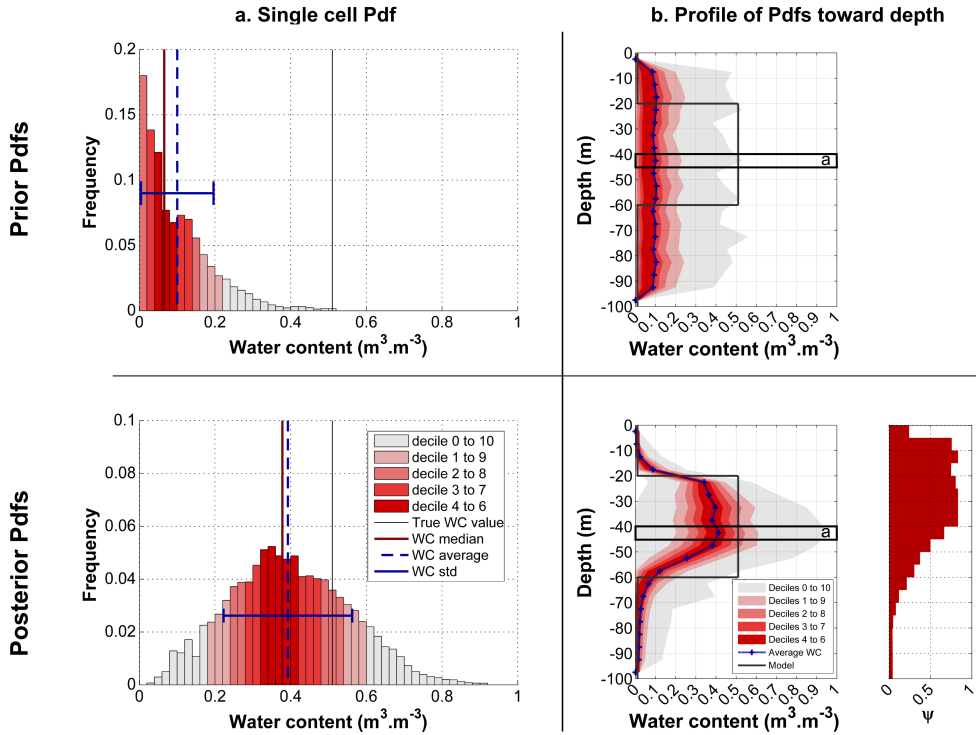 a. Single cell Pdf
b. Profile of Pdfs toward depth
Prior Pdfs
Frequency
0.2
0.15
0.1
0.05
0
0 0.2 0.4 0.6 0.8 1
Water content (m³.m⁻³)
Depth (m)
0
-10
-20
-30
-40
-50
-60
-70
-80
-90
-100
a
0 0.1 0.2 0.3 0.4 0.5 0.6 0.7 0.8 0.9 1
Water content (m³.m⁻³)
Posterior Pdfs
Frequency
0.1
0.08
0.06
0.04
0.02
0
decile 0 to 10
decile 1 to 9
decile 2 to 8
decile 3 to 7
decile 4 to 6
True WC value
WC median
WC average
WC std
0 0.2 0.4 0.6 0.8 1
Water content (m³.m⁻³)
Depth (m)
0
-10
-20
-30
-40
-50
-60
-70
-80
-90
-100
a
Deciles 0 to 10
Deciles 1 to 9
Deciles 2 to 8
Deciles 3 to 7
Deciles 4 to 6
Average WC
Model
0 0.1 0.2 0.3 0.4 0.5 0.6 0.7 0.8 0.9 1
Water content (m³.m⁻³)
0 0.5 1
Ψ